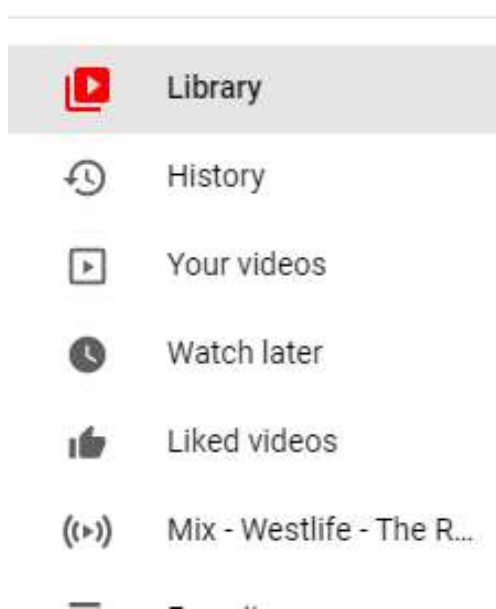 Library
History
Your videos
Watch later
Liked videos
Mix - Westlife - The R...